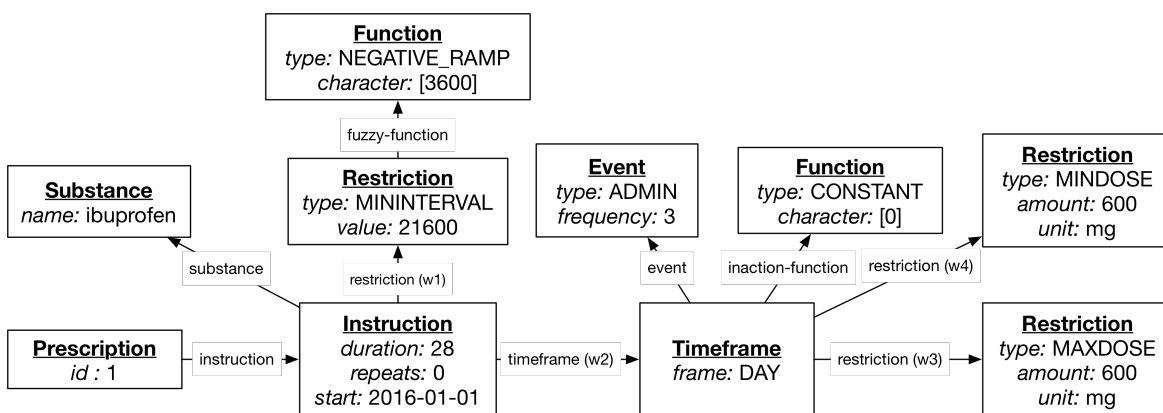 Function
type: NEGATIVE_RAMP
character: [3600]
fuzzy-function
Substance
name: ibuprofen
Restriction
type: MININTERVAL
value: 21600
Event
type: ADMIN
frequency: 3
Function
type: CONSTANT
character: [0]
Restriction
type: MINDOSE
amount: 600
unit: mg
substance
restriction (w1)
event
inaction-function
restriction (w4)
Prescription
id : 1
instruction
Instruction
duration: 28
repeats: 0
start: 2016-01-01
timeframe (w2)
Timeframe
frame: DAY
restriction (w3)
Restriction
type: MAXDOSE
amount: 600
unit: mg